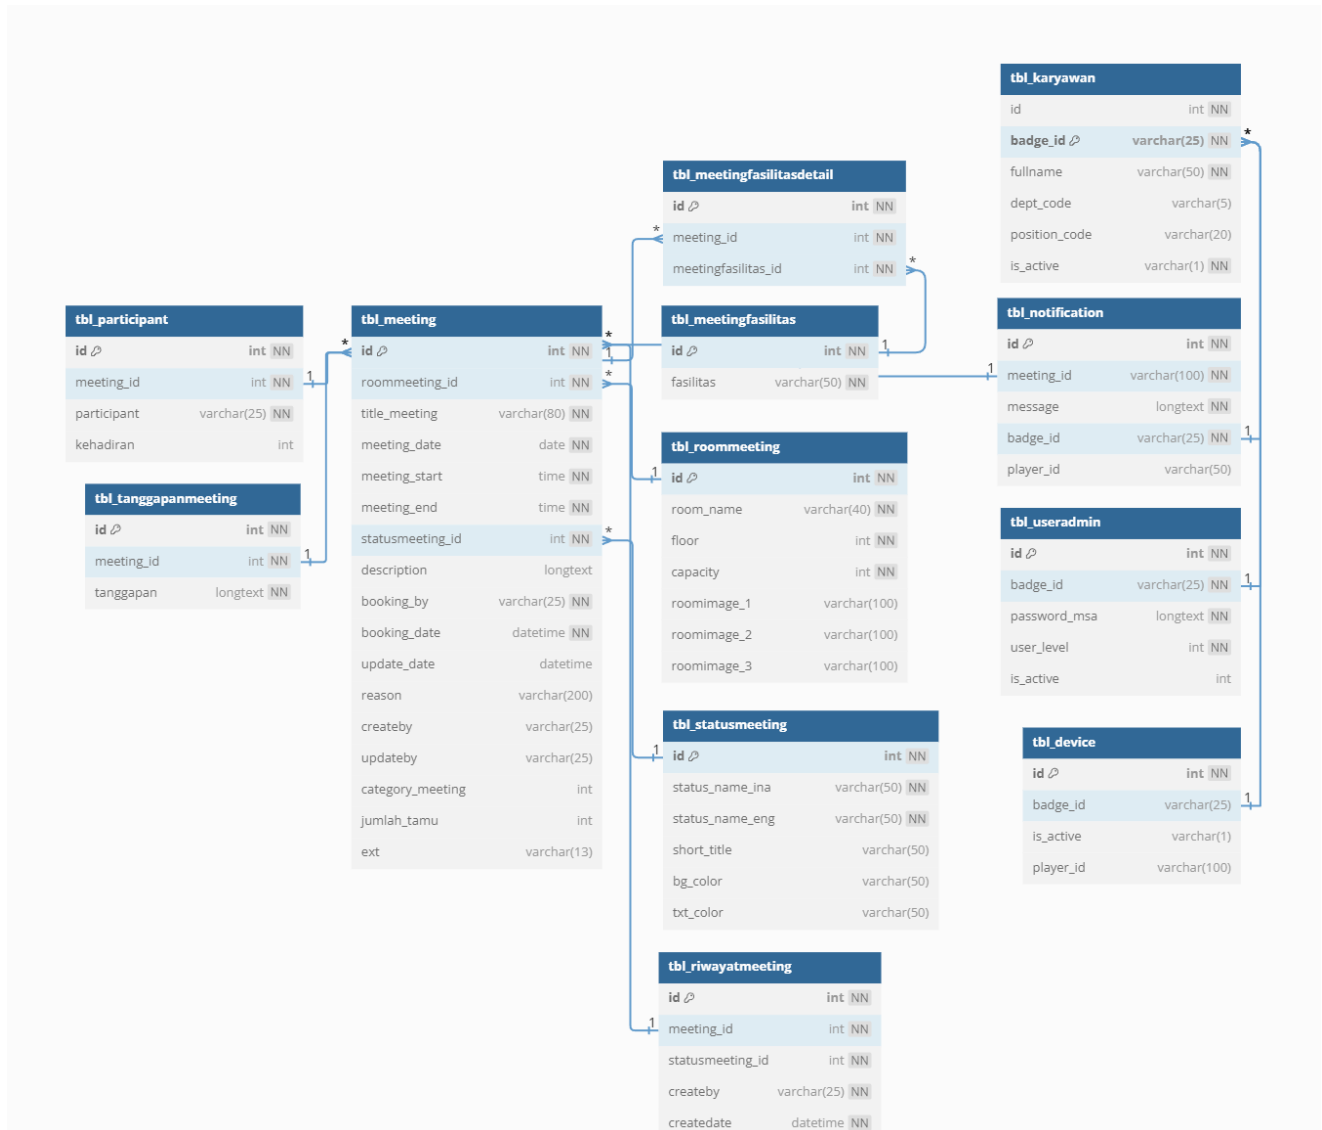 tbl_participant
id int NN
meeting_id int NN
participant varchar(25) NN
kehadiran int
1
tbl_tanggapanmeeting
id int NN
meeting_id int NN
tanggapan longtext NN
1
*
tbl_meeting
id int NN
roommeeting_id int NN
title_meeting varchar(80) NN
meeting_date date NN
meeting_start time NN
meeting_end time NN
statusmeeting_id int NN
description longtext
booking_by varchar(25) NN
booking_date datetime NN
update_date datetime
reason varchar(200)
createby varchar(25)
updateby varchar(25)
category_meeting int
jumlah_tamu int
ext varchar(13)
*
1
*
*
tbl_meetingfasilitasdetail
id int NN
meeting_id int NN
meetingfasilitas_id int NN
*
*
tbl_meetingfasilitas
id int NN
fasilitas varchar(50) NN
1
tbl_roommeeting
id int NN
room_name varchar(40) NN
floor int NN
capacity int NN
roomimage_1 varchar(100)
roomimage_2 varchar(100)
roomimage_3 varchar(100)
1
tbl_statusmeeting
id int NN
status_name_ina varchar(50) NN
status_name_eng varchar(50) NN
short_title varchar(50)
bg_color varchar(50)
txt_color varchar(50)
1
tbl_riwayatmeeting
id int NN
meeting_id int NN
statusmeeting_id int NN
createby varchar(25) NN
createdate datetime NN
1
tbl_karyawan
id int NN
badge_id varchar(25) NN
fullname varchar(50) NN
dept_code varchar(5)
position_code varchar(20)
is_active varchar(1) NN
*
tbl_notification
id int NN
meeting_id varchar(100) NN
message longtext NN
badge_id varchar(25) NN
player_id varchar(50)
1
1
tbl_useradmin
id int NN
badge_id varchar(25) NN
password_msa longtext NN
user_level int NN
is_active int
1
tbl_device
id int NN
badge_id varchar(25)
is_active varchar(1)
player_id varchar(100)
1